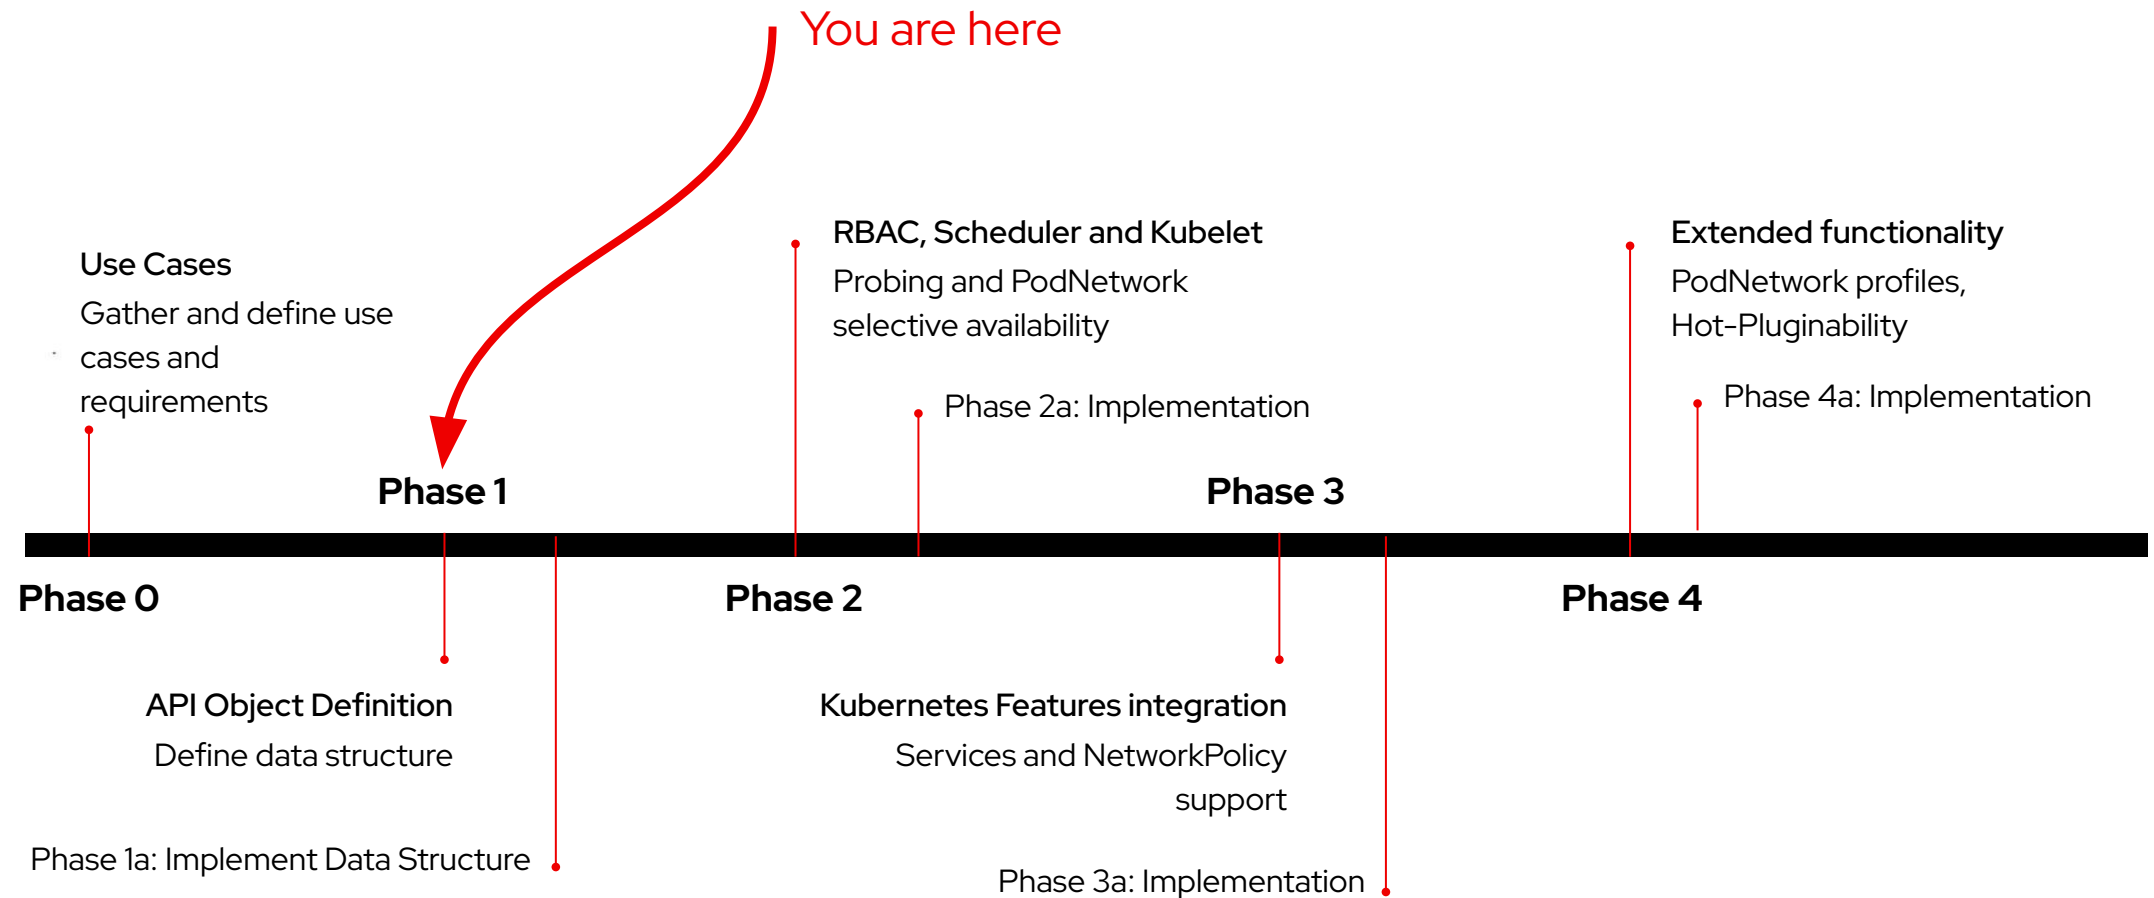 You are here
Use Cases
Gather and define use
cases and
requirements
RBAC, Scheduler and Kubelet
Probing and PodNetwork
selective availability
Phase 2a: Implementation
Extended functionality
PodNetwork profiles,
Hot-Pluginability
Phase 4a: Implementation
Phase 1
Phase 3
Phase 0
Phase 2
Phase 4
API Object Definition
Define data structure
Phase 1a: Implement Data Structure
Kubernetes Features integration
Services and NetworkPolicy
support
Phase 3a: Implementation